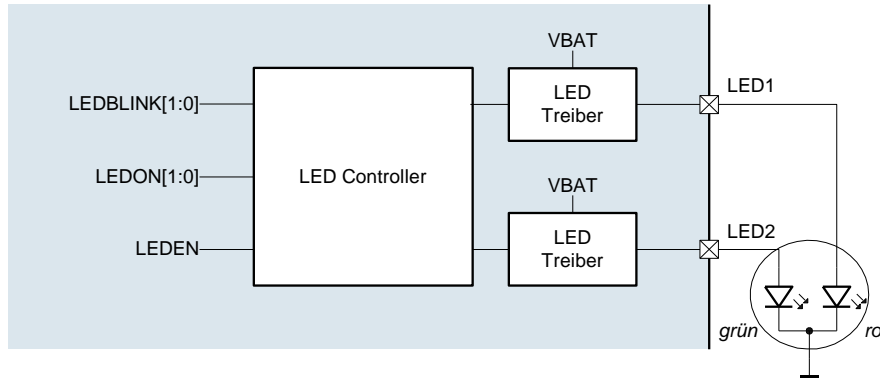 VBAT
LEDBLINK[1:0]
LED
Treiber
LED1
LEDON[1:0]
LED Controller
VBAT
LEDEN
LED
Treiber
LED2
grün